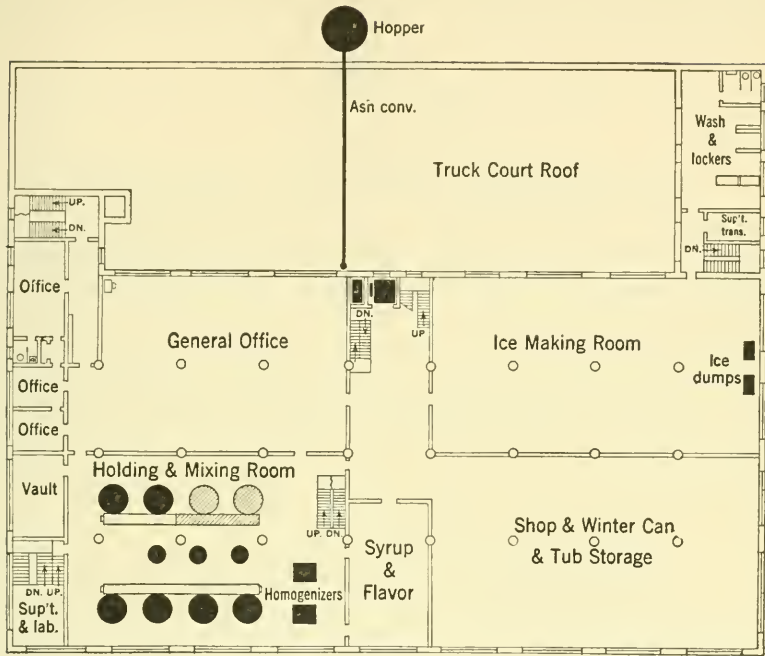 Hopper
Asn conv.
Truck Court Roof
Wash
&
lockers
Sup't.
trans.
DN.
UP.
DN.
Office
General Office
DN.
UP
Ice Making Room
Ice
dumps
Office
Office
Holding & Mixing Room
Vault
UP. DN.
Syrup
&
Flavor
Shop & Winter Can
& Tub Storage
DN. UP.
Sup't.
& lab.
Homogenizers